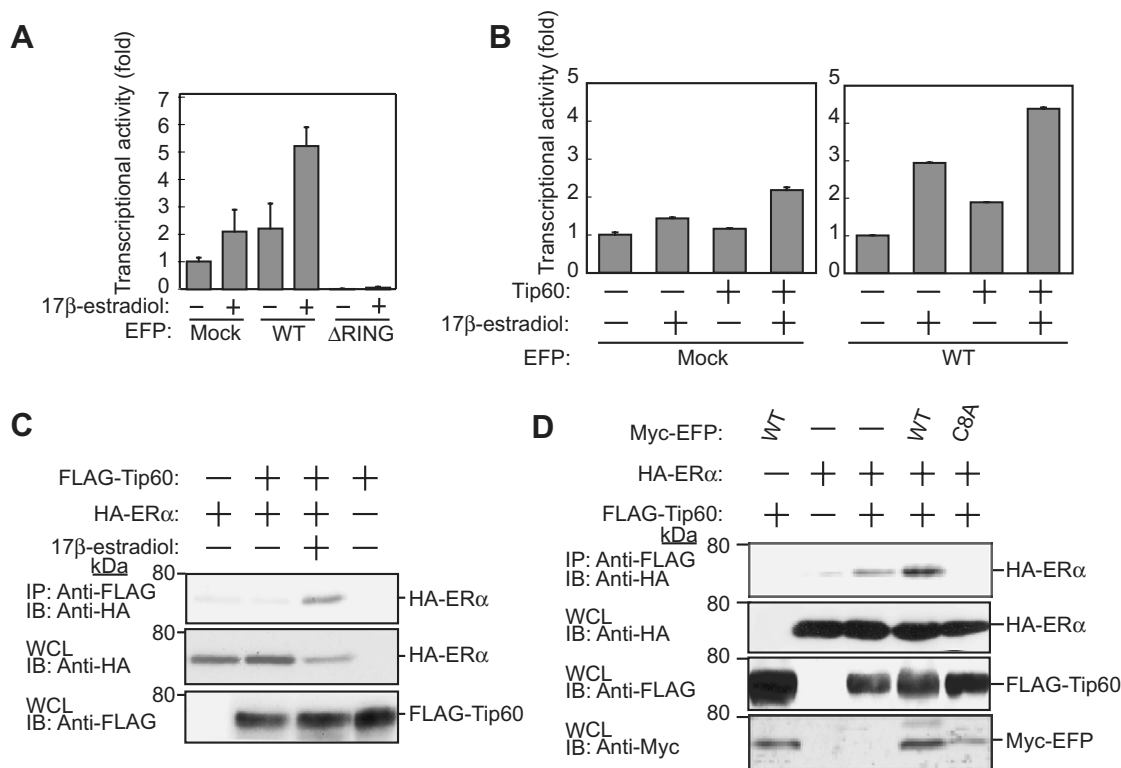 A
Transcriptional activity (fold)
7
6
5
4
3
2
1
0
17β-estradiol: − + − + − +
EFP: Mock WT ΔRING
B
Transcriptional activity (fold)
5 5
4 4
3 3
2 2
1 1
0 0
Tip60: — — + + — — + +
17β-estradiol: — + — + — + — +
EFP: Mock WT
C
FLAG-Tip60: — + + +
HA-ERα: + + + —
17β-estradiol: — — + —
kDa
80
IP: Anti-FLAG
IB: Anti-HA
HA-ERα
80
WCL
IB: Anti-HA
HA-ERα
80
WCL
IB: Anti-FLAG
FLAG-Tip60
D
Myc-EFP: WT — — WT C8A
HA-ERα: — + + + +
FLAG-Tip60: + — + + +
kDa
80
IP: Anti-FLAG
IB: Anti-HA
HA-ERα
80
WCL
IB: Anti-HA
HA-ERα
80
WCL
IB: Anti-FLAG
FLAG-Tip60
80
WCL
IB: Anti-Myc
Myc-EFP